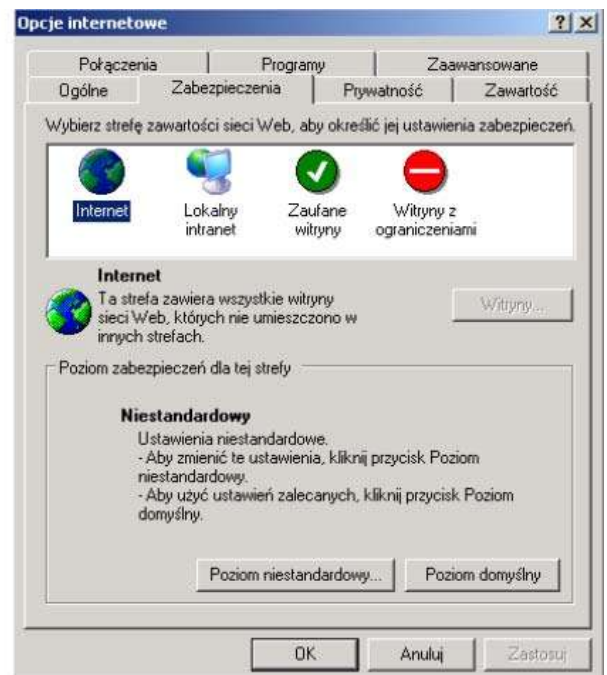 Opcje internetowe
Połączenia Programy Zaawansowane
Ogólne Zabezpieczenia Prywatność Zawartość
Wybierz strefę zawartości sieci Web, aby określić jej ustawienia zabezpieczeń.
Internet Lokalny intranet Zaufane witryny Witryny z ograniczeniami
Internet
Ta strefa zawiera wszystkie witryny
sieci Web, których nie umieszczono w
innych strefach.
Witryny...
Poziom zabezpieczeń dla tej strefy
Niestandardowy
Ustawienia niestandardowe.
- Aby zmienić te ustawienia, kliknij przycisk Poziom
niestandardowy.
- Aby użyć ustawień zalecanych, kliknij przycisk Poziom
domyślny.
Poziom niestandardowy... Poziom domyślny
OK Anuluj Zastosuj